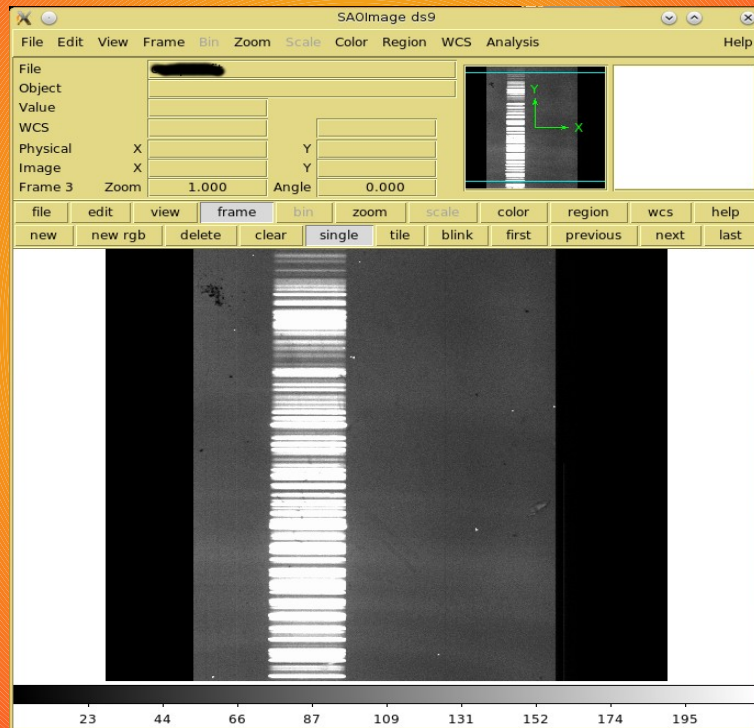 SAOImage ds9
File Edit View Frame Bin Zoom Scale Color Region WCS Analysis Help
File
Object
Value
WCS
Physical X Y
Image X Y
Frame 3 Zoom 1.000 Angle 0.000
Y
X
file edit view frame bin zoom scale color region wcs help
new new rgb delete clear single tile blink first previous next last
23 44 66 87 109 131 152 174 195